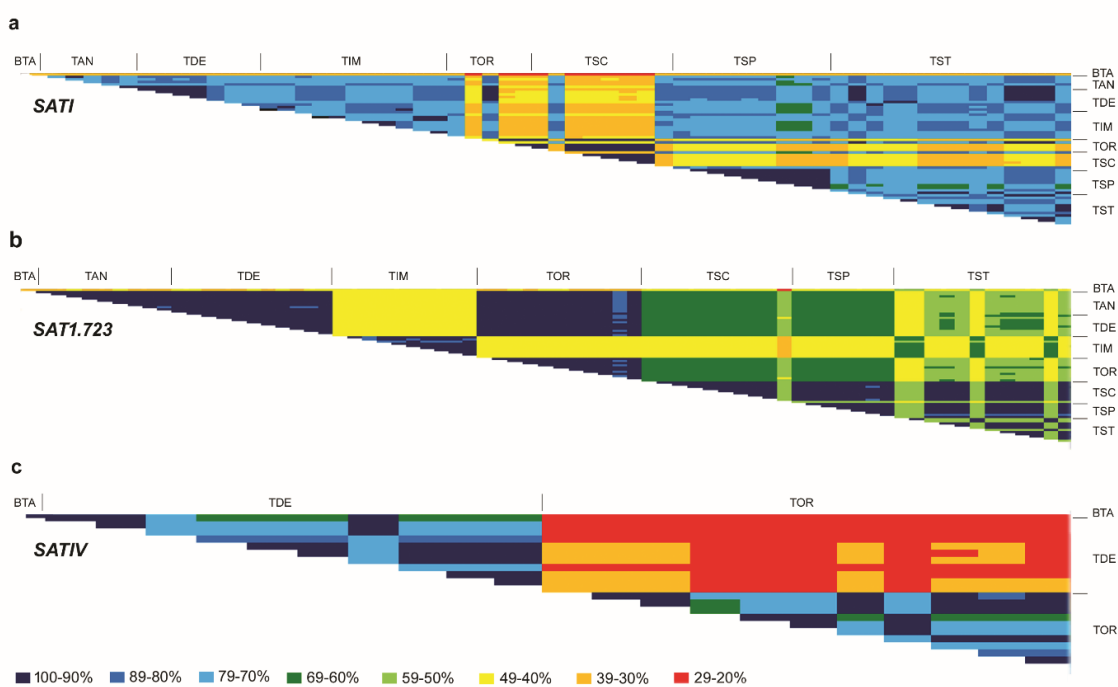 a
BTA TAN TDE TIM TOR TSC TSP TST
BTA
TAN
TDE
SATI
TIM
TOR
TSC
TSP
TST
b
BTA TAN TDE TIM TOR TSC TSP TST
BTA
TAN
SAT1.723
TDE
TIM
TOR
TSC
TSP
TST
c
BTA TDE TOR
BTA
SATIV
TDE
TOR
100-90% 89-80% 79-70% 69-60% 59-50% 49-40% 39-30% 29-20%